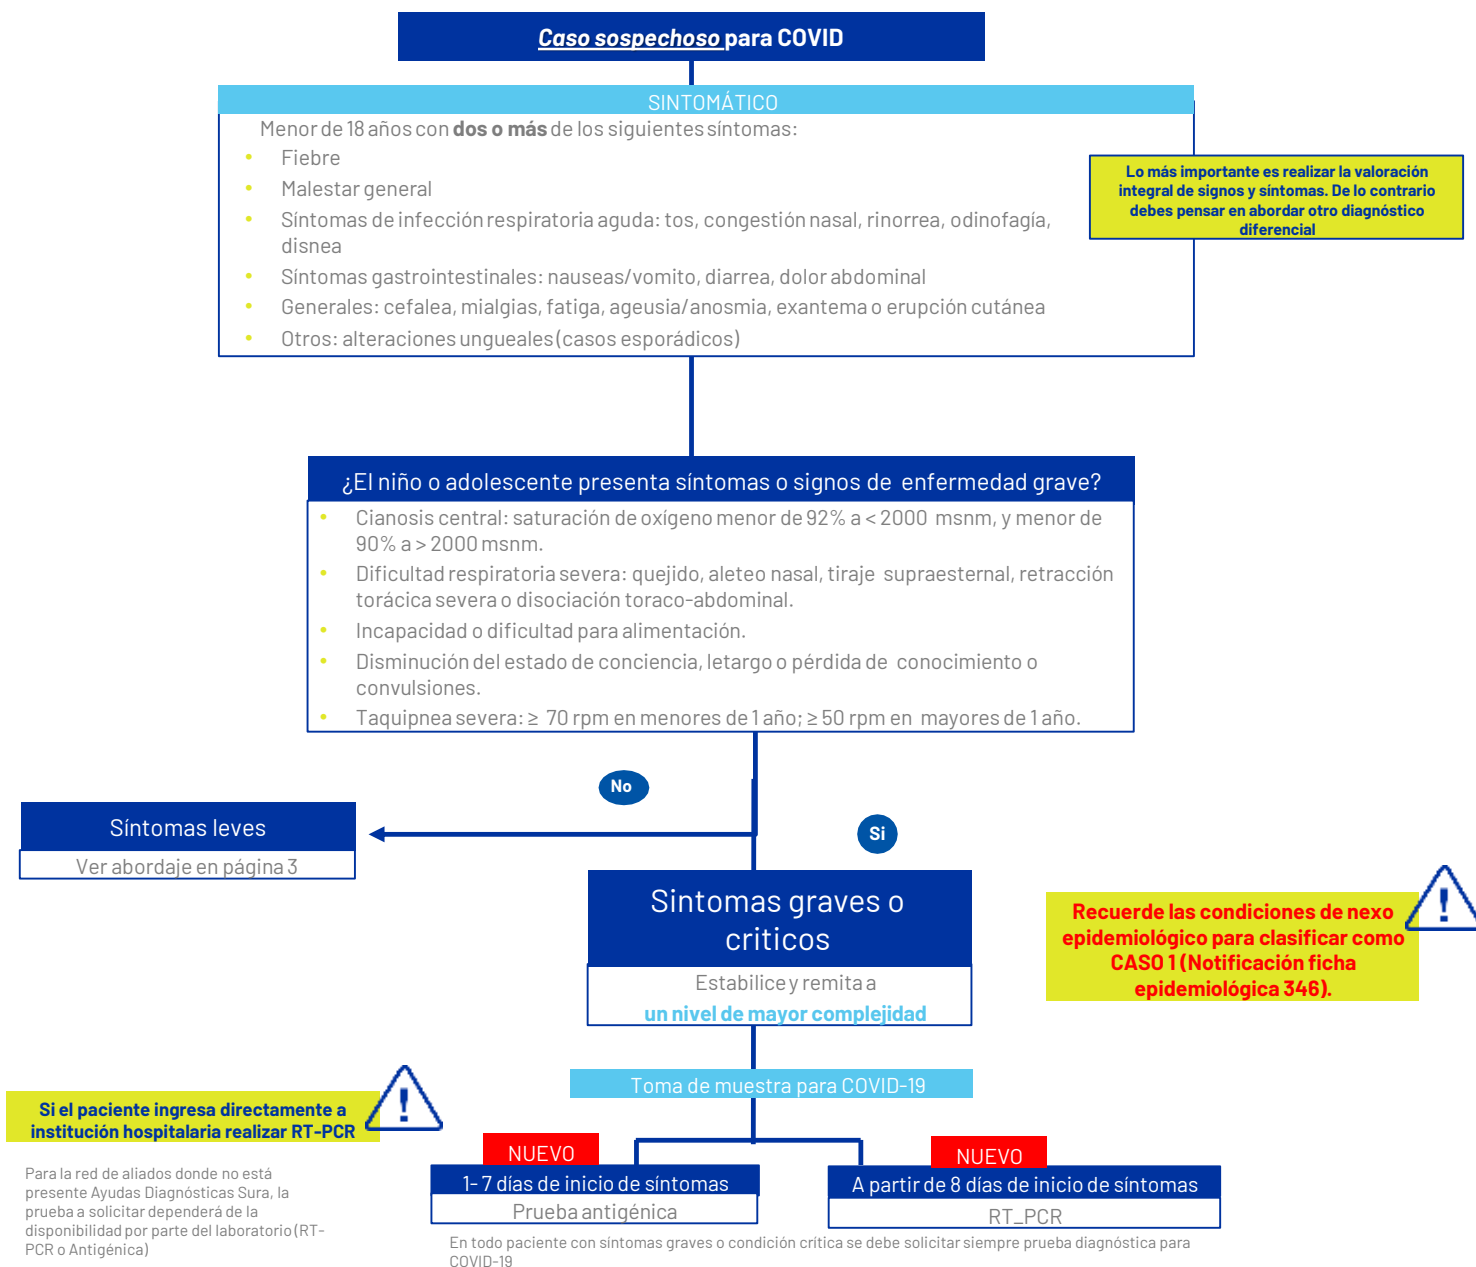 Caso sospechoso para COVID
SINTOMÁTICO
Menor de 18 años con dos o más de los siguientes síntomas:
• Fiebre
• Malestar general
• Síntomas de infección respiratoria aguda: tos, congestión nasal, rinorrea, odinofagía,
disnea
• Síntomas gastrointestinales: nauseas/vomito, diarrea, dolor abdominal
• Generales: cefalea, mialgias, fatiga, ageusia/anosmia, exantema o erupción cutánea
• Otros: alteraciones ungueales (casos esporádicos)
Lo más importante es realizar la valoración
integral de signos y síntomas. De lo contrario
debes pensar en abordar otro diagnóstico
diferencial
¿El niño o adolescente presenta síntomas o signos de enfermedad grave?
• Cianosis central: saturación de oxígeno menor de 92% a < 2000 msnm, y menor de
90% a > 2000 msnm.
• Dificultad respiratoria severa: quejido, aleteo nasal, tiraje supraesternal, retracción
torácica severa o disociación toraco-abdominal.
• Incapacidad o dificultad para alimentación.
• Disminución del estado de conciencia, letargo o pérdida de conocimiento o
convulsiones.
• Taquipnea severa: ≥ 70 rpm en menores de 1 año; ≥ 50 rpm en mayores de 1 año.
No
Si
Síntomas leves
Ver abordaje en página 3
Sintomas graves o
criticos
Estabilice y remita a
un nivel de mayor complejidad
Recuerde las condiciones de nexo
epidemiológico para clasificar como
CASO 1 (Notificación ficha
epidemiológica 346).
!
Toma de muestra para COVID-19
Si el paciente ingresa directamente a
institución hospitalaria realizar RT-PCR
!
Para la red de aliados donde no está
presente Ayudas Diagnósticas Sura, la
prueba a solicitar dependerá de la
disponibilidad por parte del laboratorio (RT-
PCR o Antigénica)
NUEVO
1- 7 días de inicio de síntomas
Prueba antigénica
NUEVO
A partir de 8 días de inicio de síntomas
RT_PCR
En todo paciente con síntomas graves o condición crítica se debe solicitar siempre prueba diagnóstica para
COVID-19